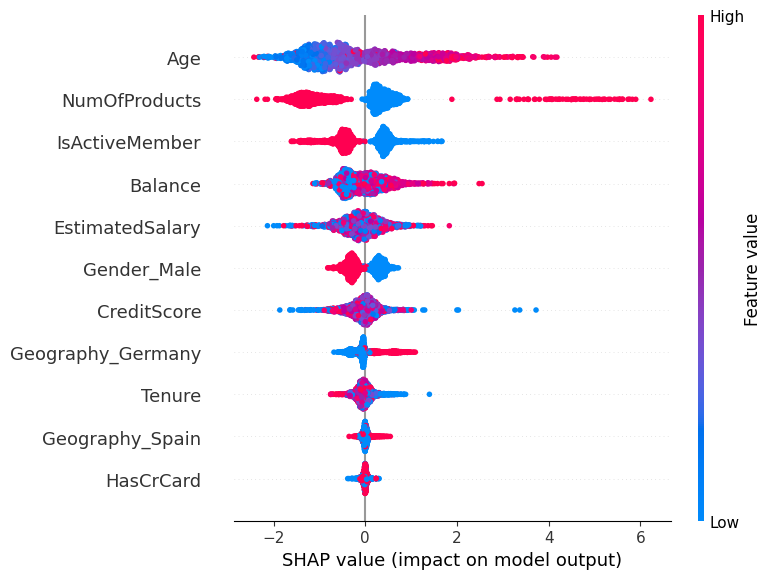 High
Age
NumOfProducts
IsActiveMember
Balance
EstimatedSalary
Gender_Male
CreditScore
Geography_Germany
Tenure
Geography_Spain
HasCrCard
Feature value
Low
−2 0 2 4 6
SHAP value (impact on model output)